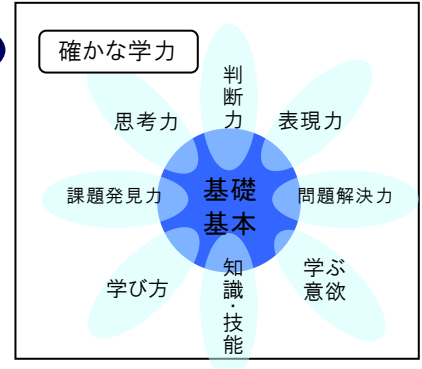 確かな学力
判断力
思考力
表現力
課題発見力
基礎
基本
問題解決力
学び方
知識・技能
学ぶ
意欲